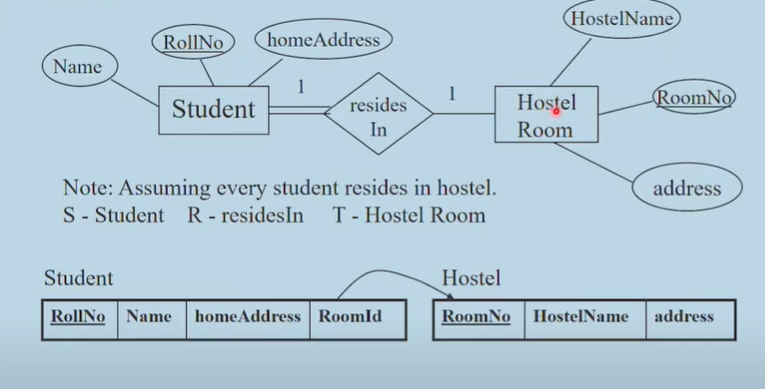 HostelName
RollNo
homeAddress
Name
1
1
RoomNo
Student
resides
In
Hostel
Room
address
Note: Assuming every student resides in hostel.
S - Student R - residesIn T - Hostel Room
Student
Hostel
RollNo Name homeAddress RoomId
RoomNo HostelName address